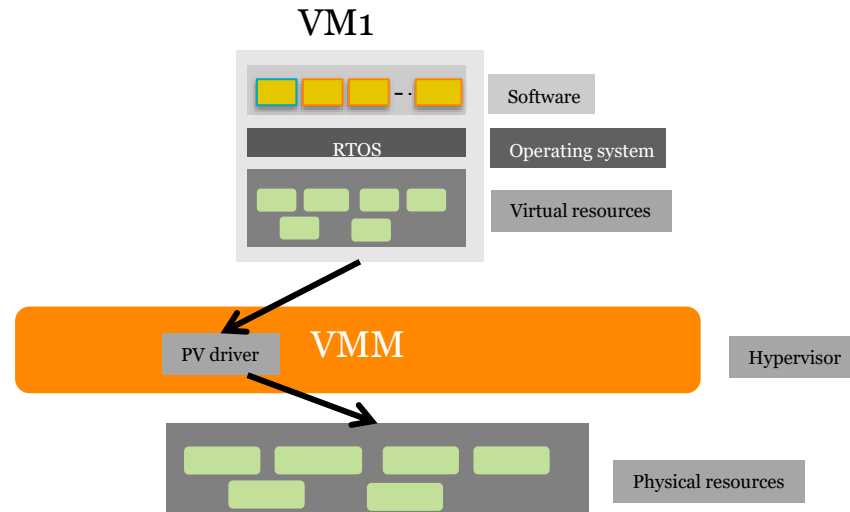 VM1
Software
RTOS
Operating system
Virtual resources
PV driver
VMM
Hypervisor
Physical resources